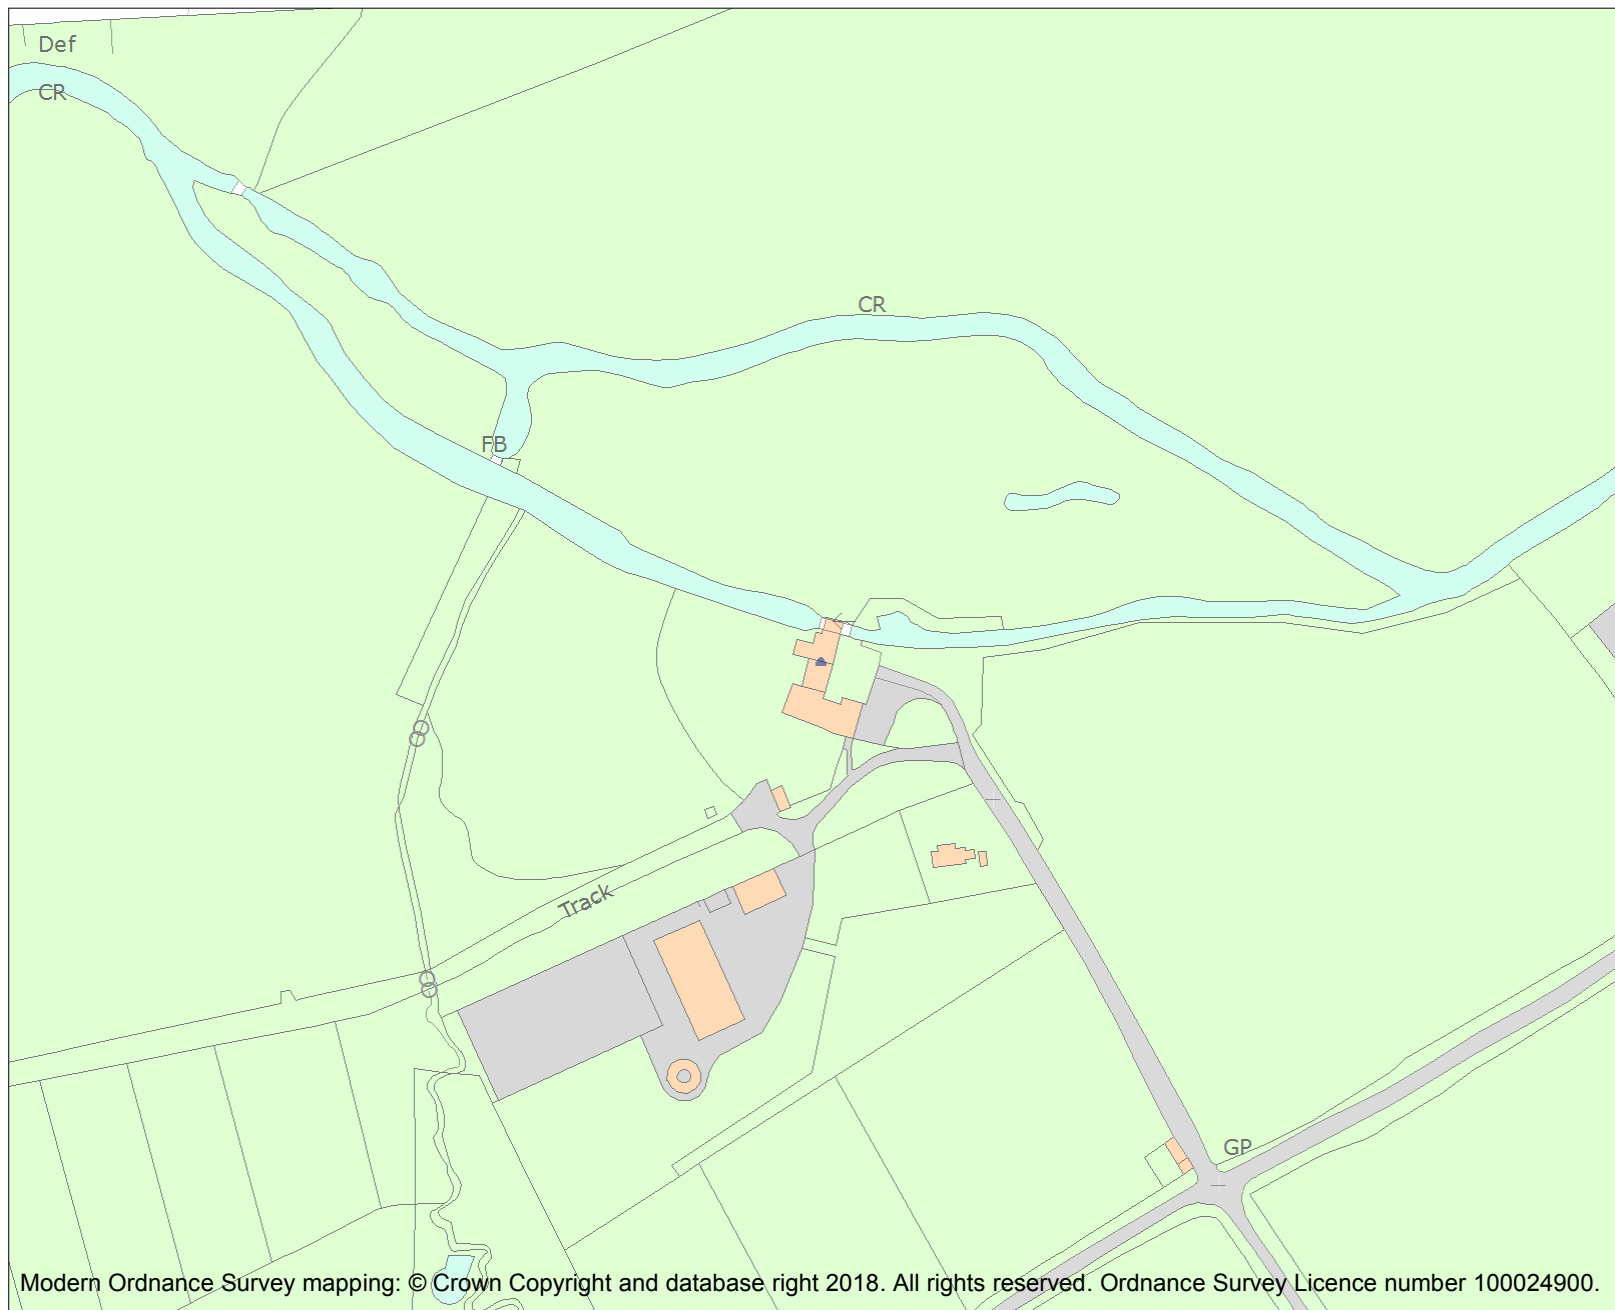 Def
CR
CR
FB
Track
GP
Modern Ordnance Survey mapping: © Crown Copyright and database right 2018. All rights reserved. Ordnance Survey Licence number 100024900.